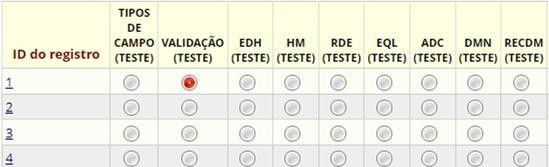 TIPOS
DE
CAMPO VALIDAÇÃO EDH HM RDE EQL ADC DMN RECDM
ID do registro (TESTE) (TESTE) (TESTE) (TESTE) (TESTE) (TESTE) (TESTE) (TESTE) (TESTE)
1
2
3
4